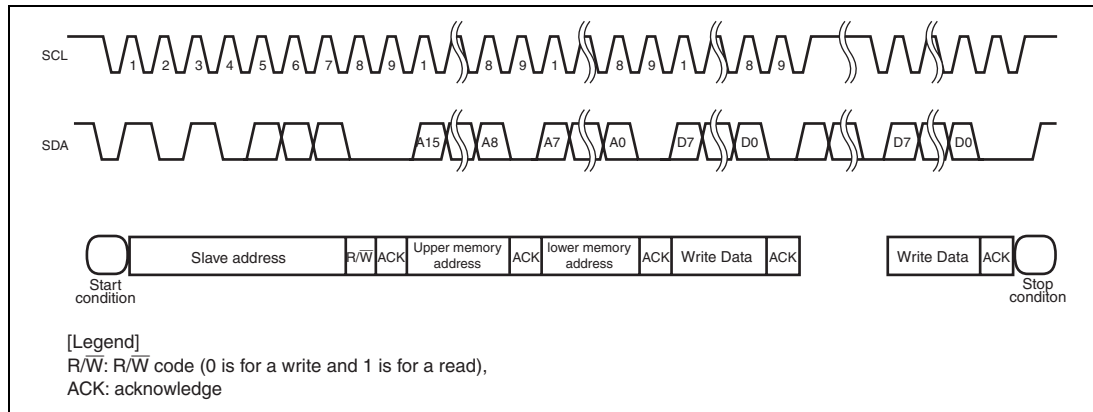 SCL
1 2 3 4 5 6 7 8 9 1 8 9 1 8 9 1 8 9
SDA
A15 A8 A7 A0 D7 D0 D7 D0
Slave address R/W̅ ACK Upper memory address ACK lower memory address ACK Write Data ACK Write Data ACK
Start condition
Stop conditon
[Legend]
R/W̅: R/W̅ code (0 is for a write and 1 is for a read),
ACK: acknowledge